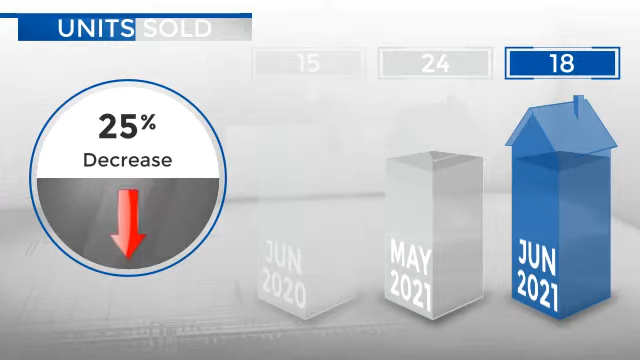 UNITS SOLD
15
24
18
25%
Decrease
JUN
2020
MAY
2021
JUN
2021